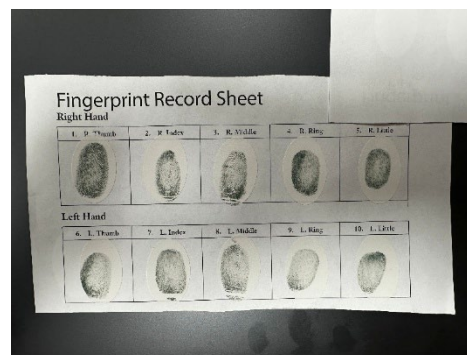 Fingerprint Record Sheet
Right Hand
1. R. Thumb 2. R. Index 3. R. Middle 4. R. Ring 5. R. Little
Left Hand
6. L. Thumb 7. L. Index 8. L. Middle 9. L. Ring 10. L. Little